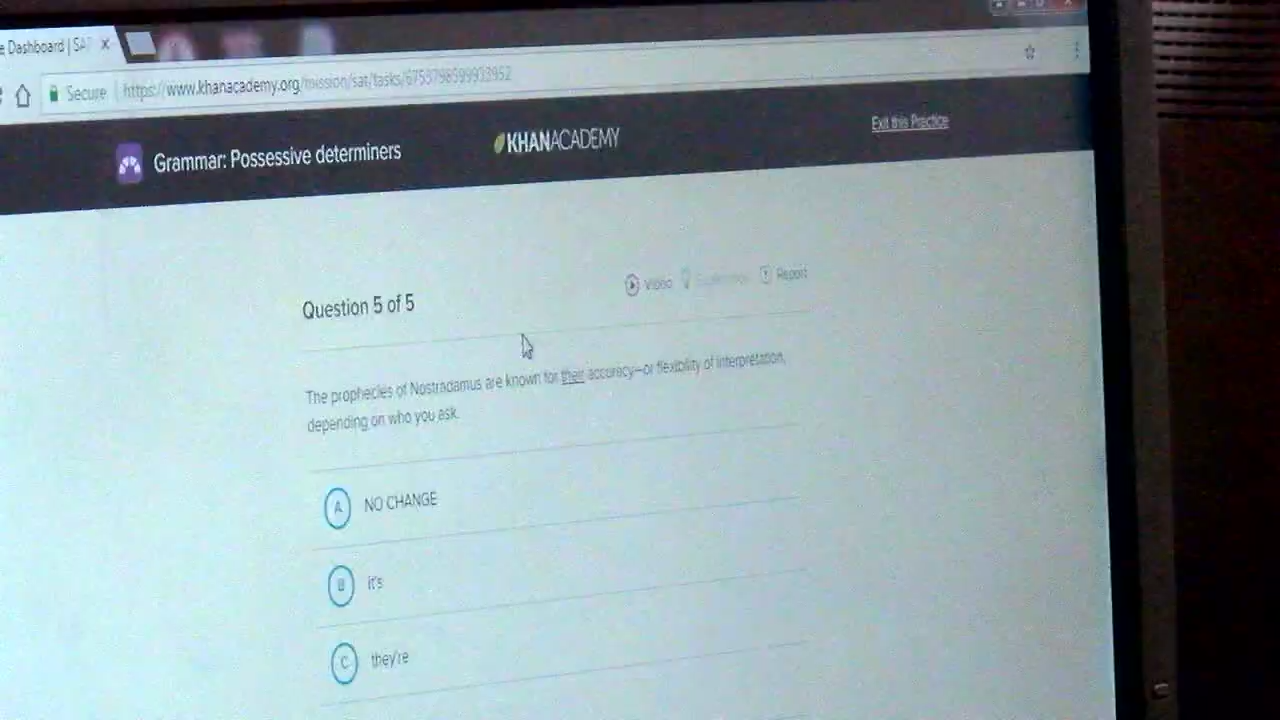 e Dashboard | SA
Secure
https://www.khanacademy.org/mission/sat/tasks/6753798599933952
Grammar: Possessive determiners
KHANACADEMY
Exit this Practice
Question 5 of 5
Video
Report
The prophecies of Nostradamus are known for their accuracy—or flexibility of interpretation,
depending on who you ask.
A NO CHANGE
B it's
C they're